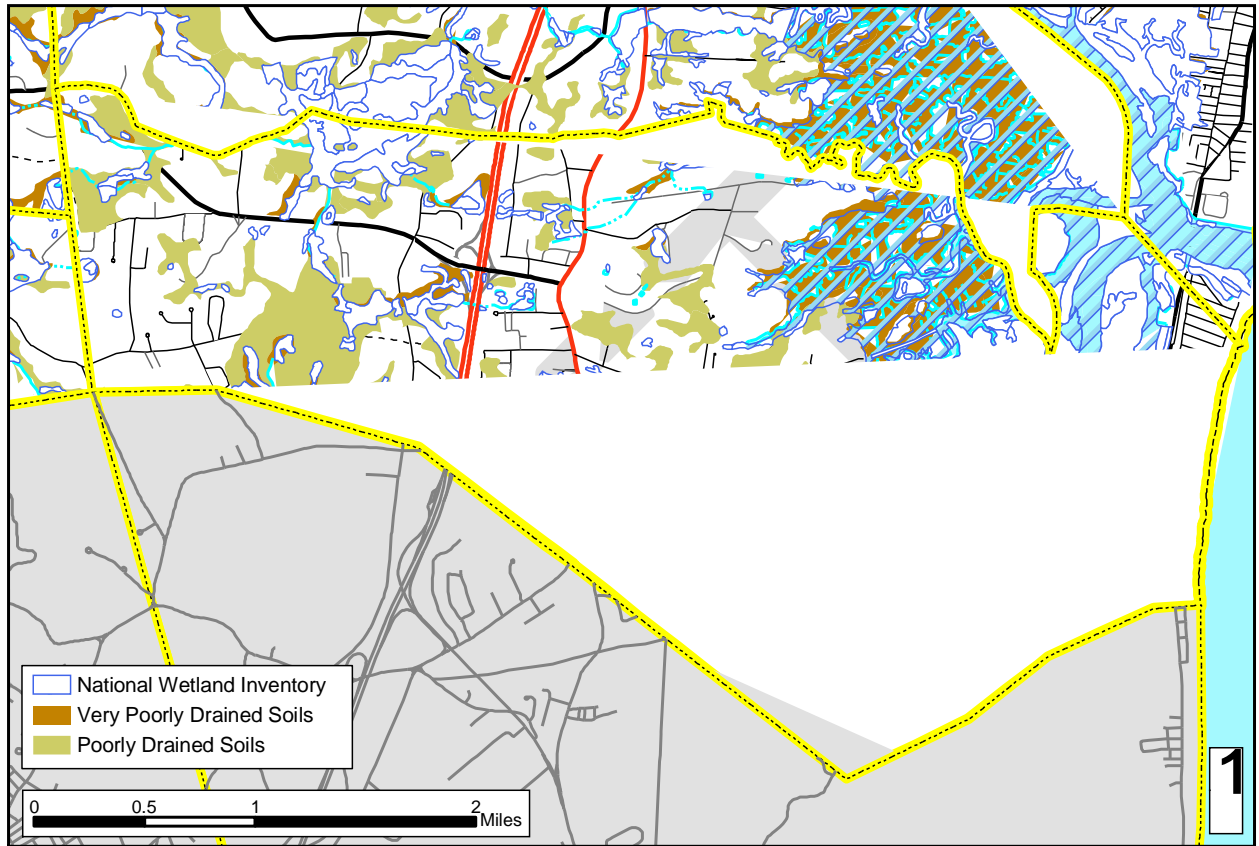 National Wetland Inventory
Very Poorly Drained Soils
Poorly Drained Soils
0 0.5 1 2
Miles
1